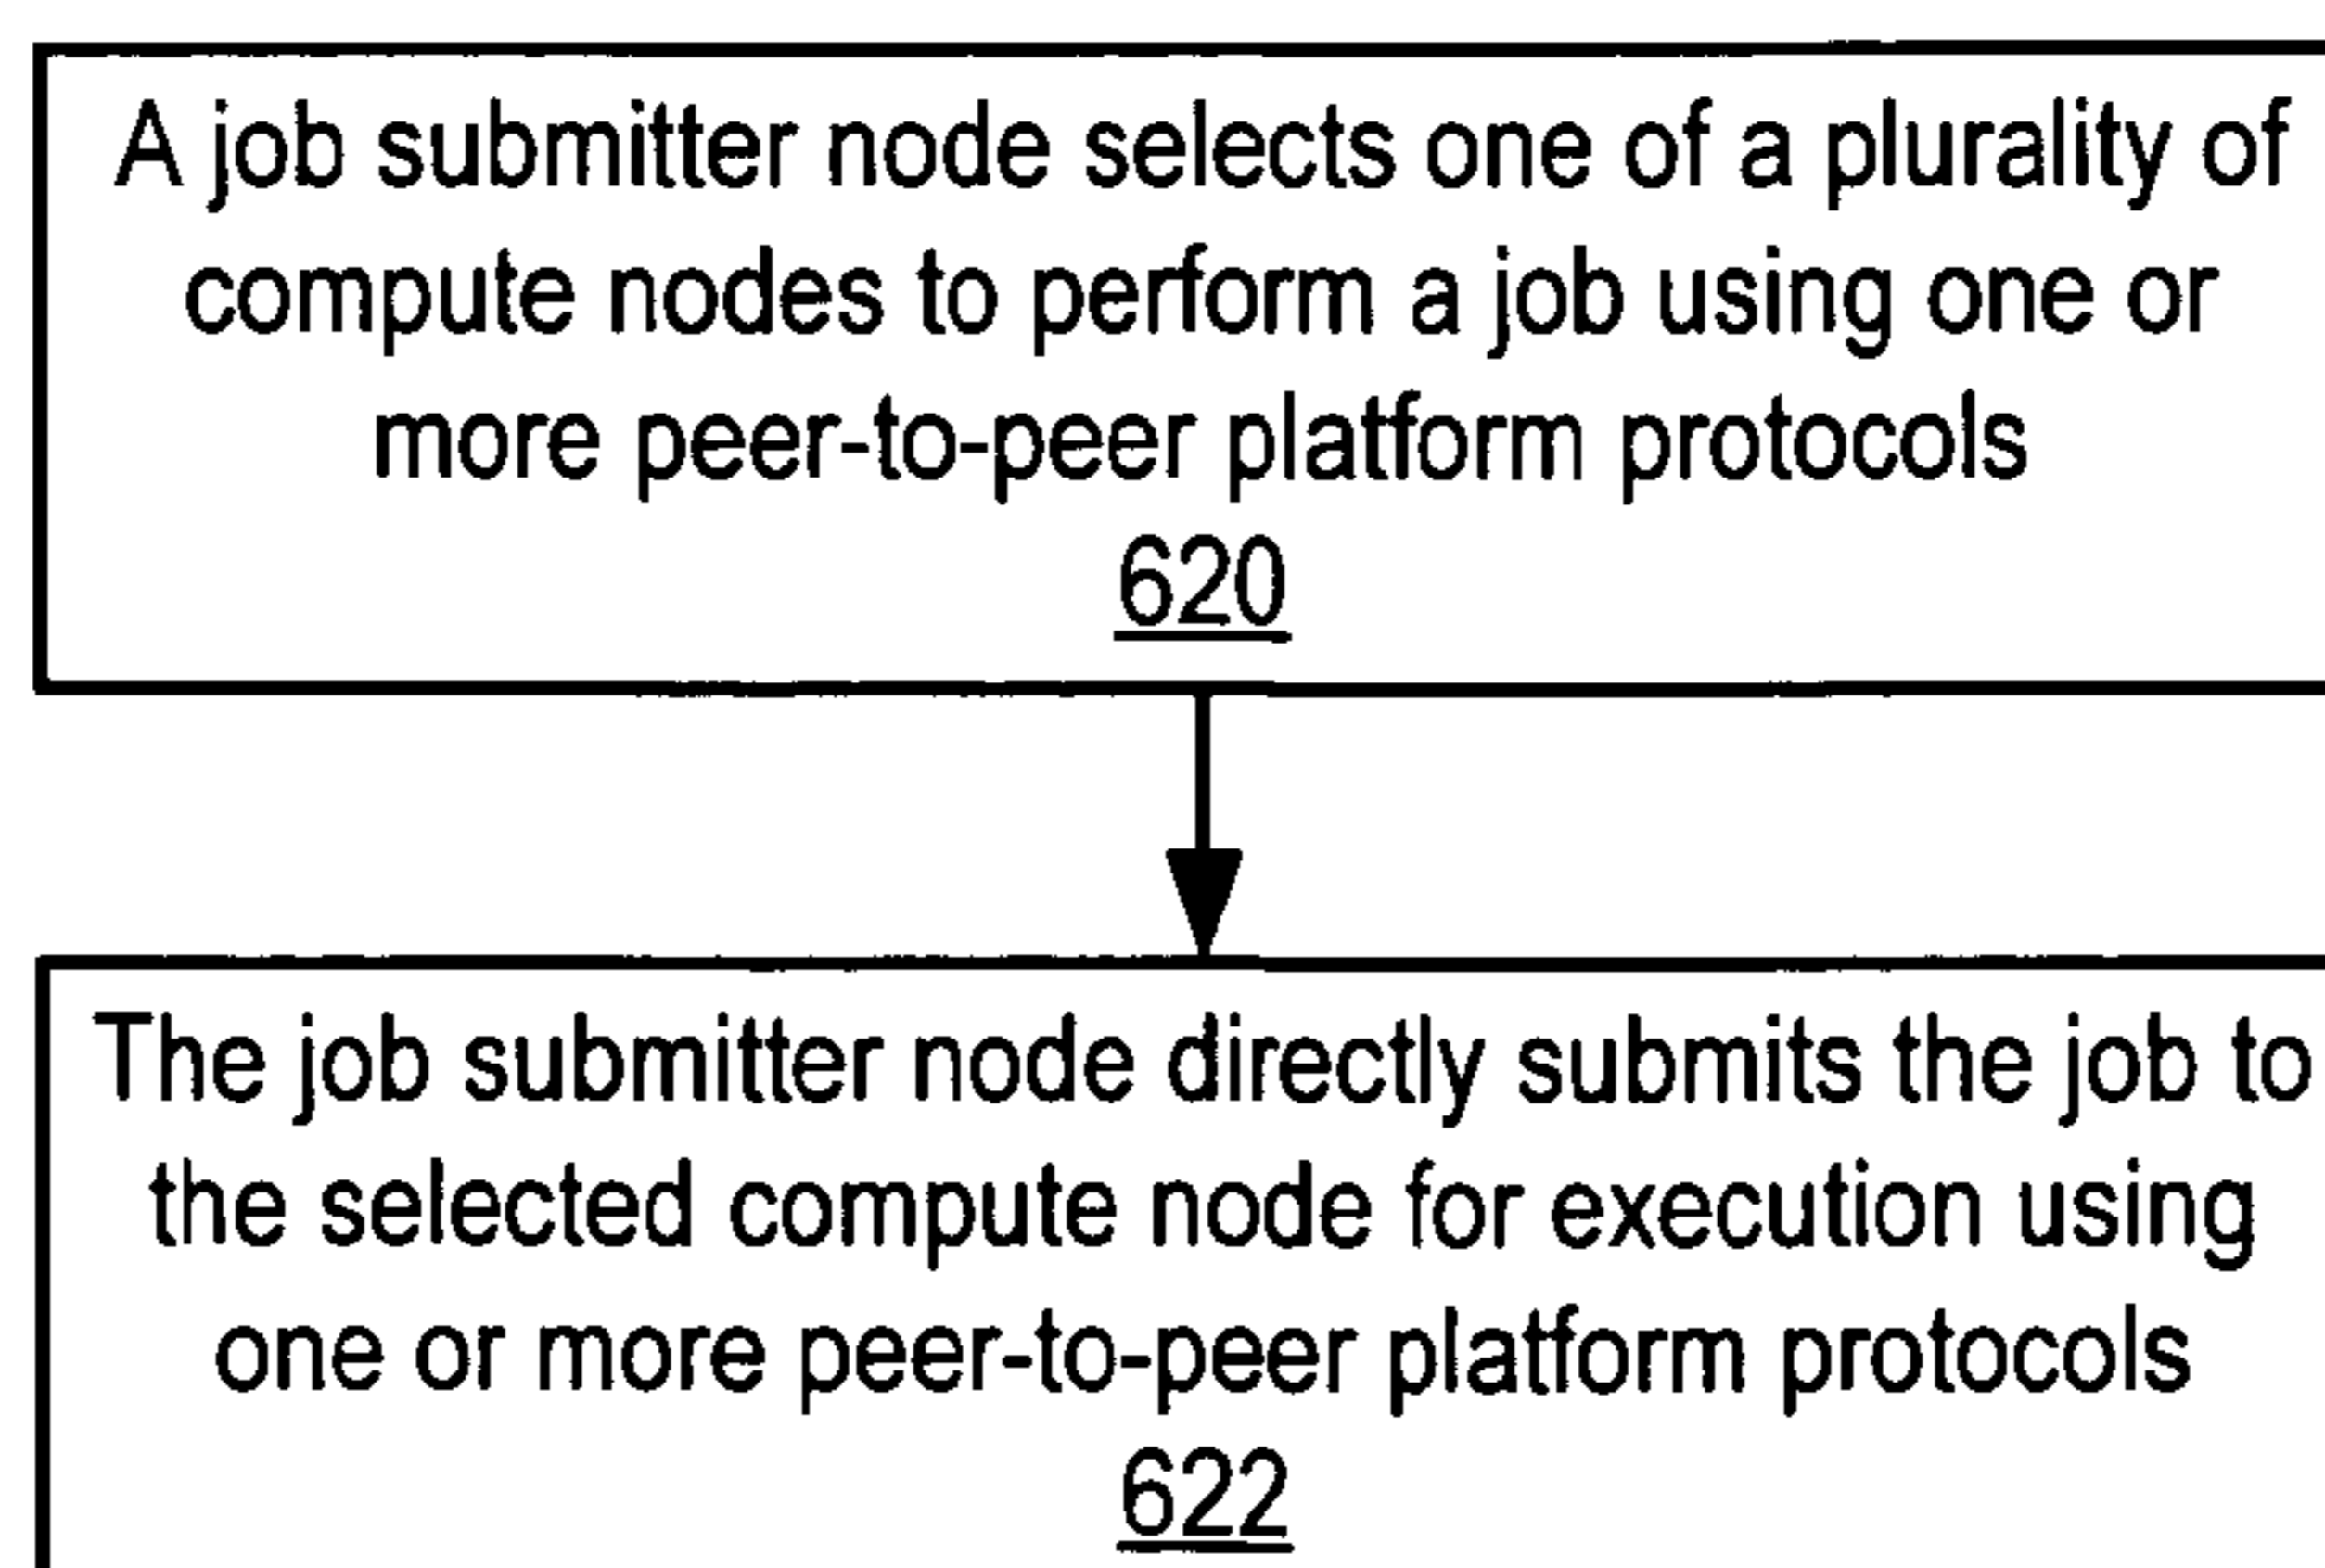 A job submitter node selects one of a plurality of
compute nodes to perform a job using one or
more peer-to-peer platform protocols
620
The job submitter node directly submits the job to
the selected compute node for execution using
one or more peer-to-peer platform protocols
622